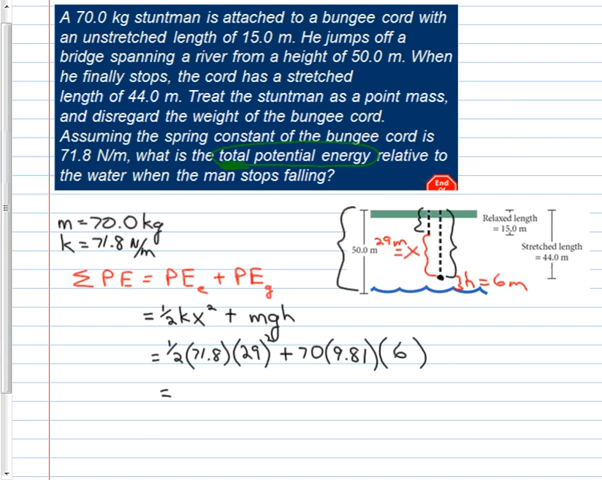 A 70.0 kg stuntman is attached to a bungee cord with
an unstretched length of 15.0 m. He jumps off a
bridge spanning a river from a height of 50.0 m. When
he finally stops, the cord has a stretched
length of 44.0 m. Treat the stuntman as a point mass,
and disregard the weight of the bungee cord.
Assuming the spring constant of the bungee cord is
71.8 N/m, what is the total potential energy relative to
the water when the man stops falling?
End
of
m = 70.0 kg
k = 71.8 N/m
Relaxed length
= 15.0 m
Stretched length
= 44.0 m
50.0 m
29m = x
h = 6m
Σ PE = PEe + PEg
= ½kx² + mgh
= ½(71.8)(29)² + 70(9.81)(6)
=